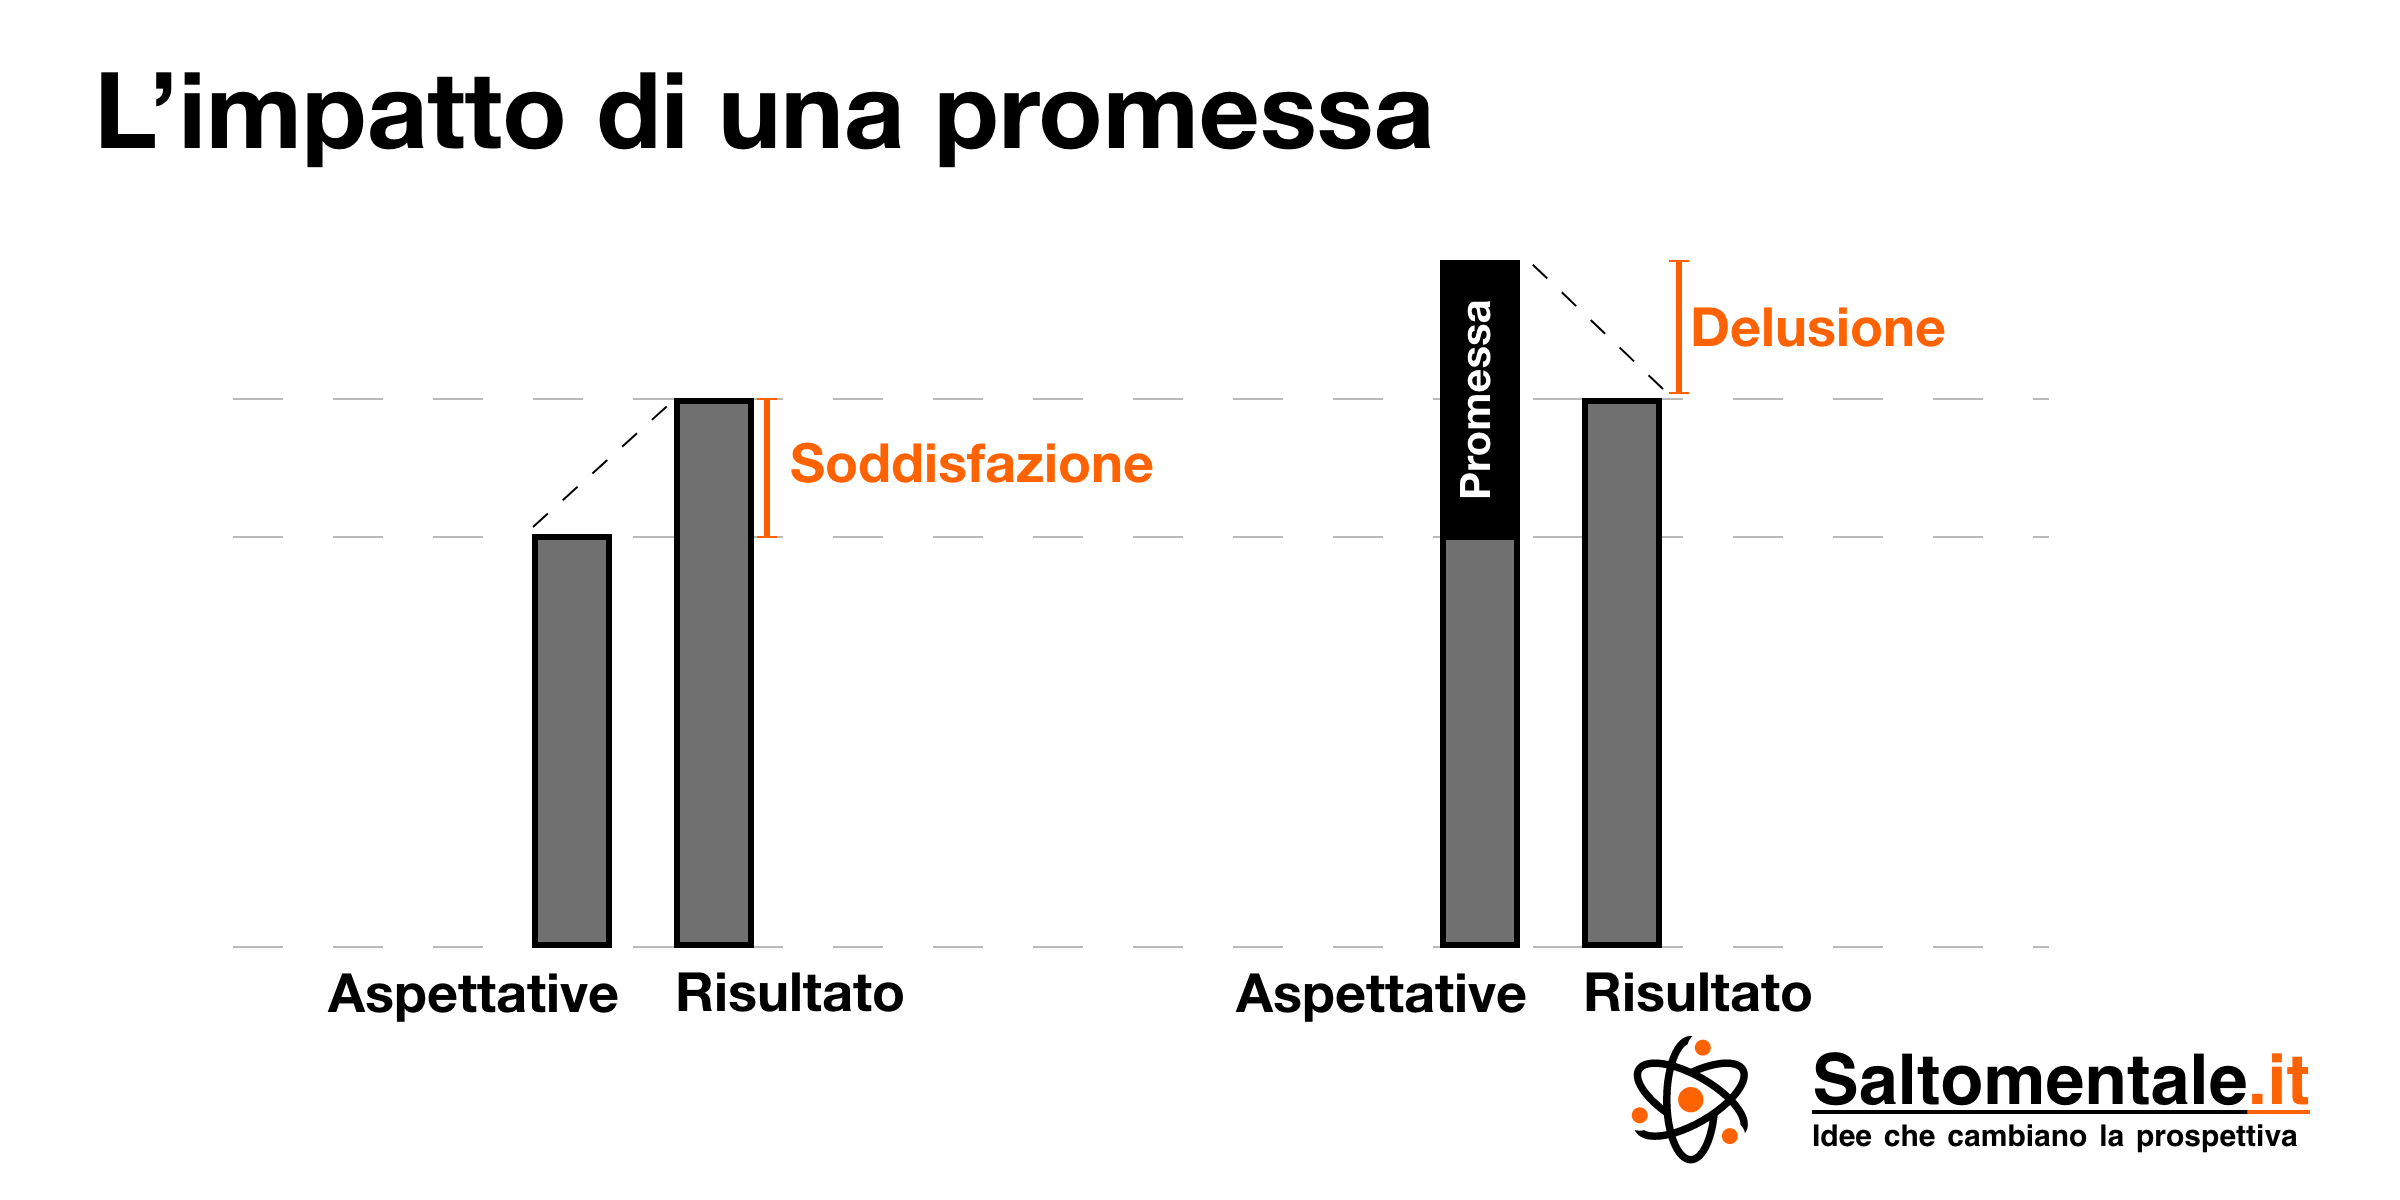 L’impatto di una promessa
Promessa
Delusione
Soddisfazione
Aspettative
Risultato
Aspettative
Risultato
Saltomentale.it
Idee che cambiano la prospettiva